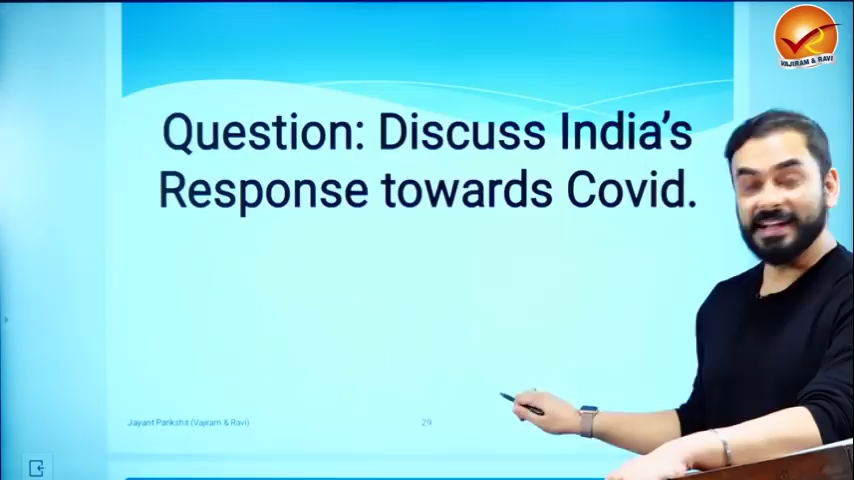 VAJIRAM & RAVI
Question: Discuss India's
Response towards Covid.
Jayant Parikshit (Vajiram & Ravi)
29